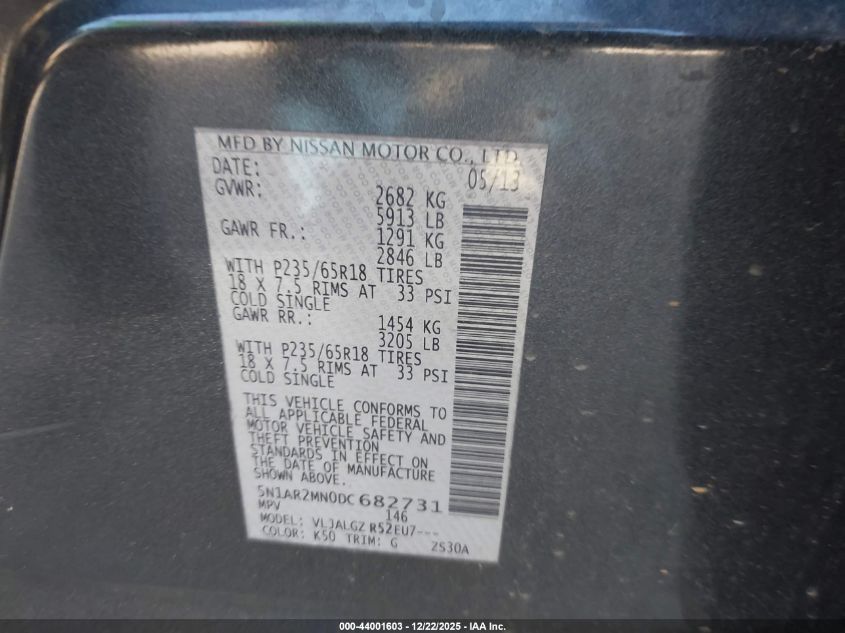 MFD BY NISSAN MOTOR CO., LTD.
DATE: 05/13
GVWR: 2682 KG
5913 LB
GAWR FR.: 1291 KG
2846 LB
WITH P235/65R18 TIRES
18 X 7.5 RIMS AT 33 PSI
COLD SINGLE
GAWR RR.: 1454 KG
3205 LB
WITH P235/65R18 TIRES
18 X 7.5 RIMS AT 33 PSI
COLD SINGLE
THIS VEHICLE CONFORMS TO
ALL APPLICABLE FEDERAL
MOTOR VEHICLE SAFETY AND
THEFT PREVENTION
STANDARDS IN EFFECT ON
THE DATE OF MANUFACTURE
SHOWN ABOVE.
5N1AR2MN0DC682731
MPV 146
MODEL: VLJALGZ R52EU7---
COLOR: K50 TRIM: G ZS30A
000-44001603 - 12/22/2025 - IAA Inc.